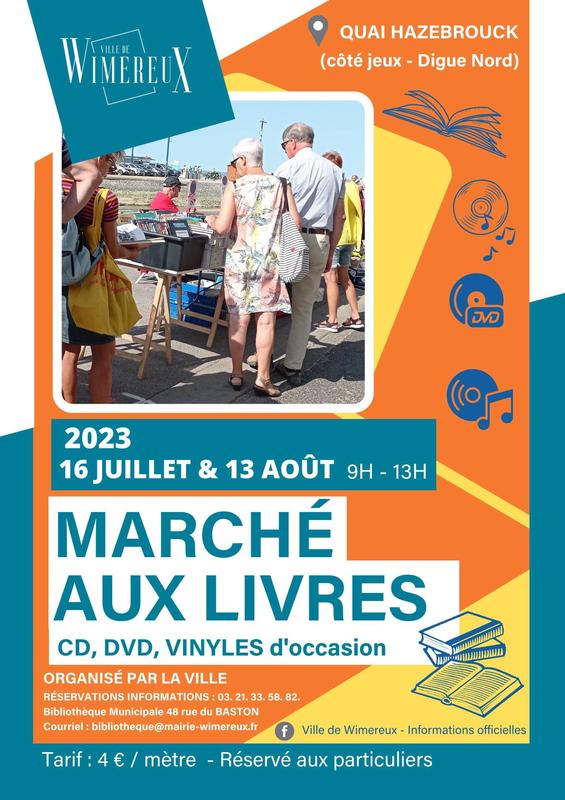 VILLE DE
WIMEREUX
QUAI HAZEBROUCK
(côté jeux - Digue Nord)
DVD
2023
16 JUILLET & 13 AOÛT 9H - 13H
MARCHÉ
AUX LIVRES
CD, DVD, VINYLES d'occasion
ORGANISÉ PAR LA VILLE
RÉSERVATIONS INFORMATIONS : 03. 21. 33. 58. 82.
Bibliothèque Municipale 48 rue du BASTON
Courriel : bibliotheque@mairie-wimereux.fr
f Ville de Wimereux - Informations officielles
Tarif : 4 € / mètre - Réservé aux particuliers